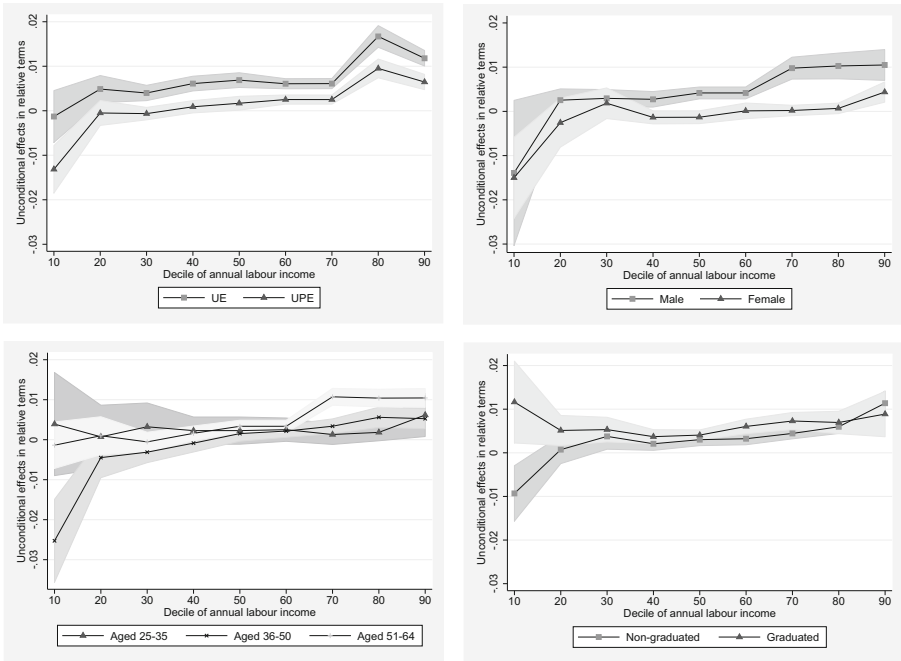 Unconditional effects in relative terms
.02
.01
0
-.01
-.02
-.03
10 20 30 40 50 60 70 80 90
Decile of annual labour income
UE UPE
Unconditional effects in relative terms
.02
.01
0
-.01
-.02
-.03
10 20 30 40 50 60 70 80 90
Decile of annual labour income
Male Female
Unconditional effects in relative terms
.02
.01
0
-.01
-.02
-.03
10 20 30 40 50 60 70 80 90
Decile of annual labour income
Aged 25-35 Aged 36-50 Aged 51-64
Unconditional effects in relative terms
.02
.01
0
-.01
-.02
-.03
10 20 30 40 50 60 70 80 90
Decile of annual labour income
Non-graduated Graduated